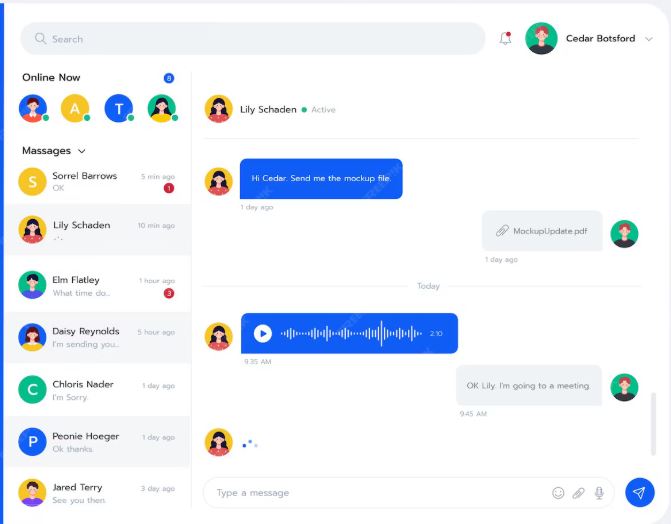 Search
Cedar Botsford
Online Now
8
A
T
Lily Schaden
Active
Massages
S
Sorrel Barrows
5 min ago
OK
1
Lily Schaden
10 min ago
Elm Flatley
1 hour ago
What time do..
3
Daisy Reynolds
5 hour ago
I'm sending you..
C
Chloris Nader
1 day ago
I'm Sorry.
P
Peonie Hoeger
1 day ago
Ok thanks.
Jared Terry
3 day ago
See you then
Hi Cedar. Send me the mockup file.
1 day ago
MockupUpdate.pdf
1 day ago
Today
2:10
9.35 AM
OK Lily. I'm going to a meeting.
9:45 AM
Type a message